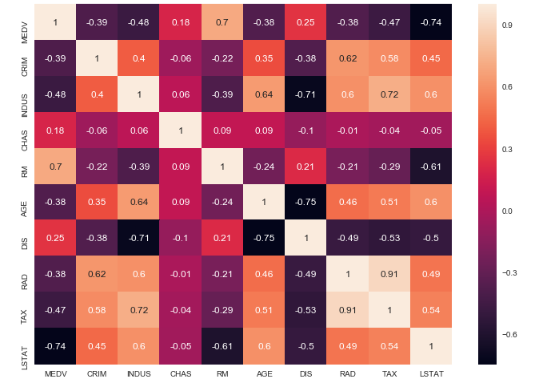 MEDV 1 -0.39 -0.48 0.18 0.7 -0.38 0.25 -0.38 -0.47 -0.74
CRIM -0.39 1 0.4 -0.06 -0.22 0.35 -0.38 0.62 0.58 0.45
INDUS -0.48 0.4 1 0.06 -0.39 0.64 -0.71 0.6 0.72 0.6
CHAS 0.18 -0.06 0.06 1 0.09 0.09 -0.1 -0.01 -0.04 -0.05
RM 0.7 -0.22 -0.39 0.09 1 -0.24 0.21 -0.21 -0.29 -0.61
AGE -0.38 0.35 0.64 0.09 -0.24 1 -0.75 0.46 0.51 0.6
DIS 0.25 -0.38 -0.71 -0.1 0.21 -0.75 1 -0.49 -0.53 -0.5
RAD -0.38 0.62 0.6 -0.01 -0.21 0.46 -0.49 1 0.91 0.49
TAX -0.47 0.58 0.72 -0.04 -0.29 0.51 -0.53 0.91 1 0.54
LSTAT -0.74 0.45 0.6 -0.05 -0.61 0.6 -0.5 0.49 0.54 1
MEDV CRIM INDUS CHAS RM AGE DIS RAD TAX LSTAT
0.9
0.6
0.3
0.0
-0.3
-0.6